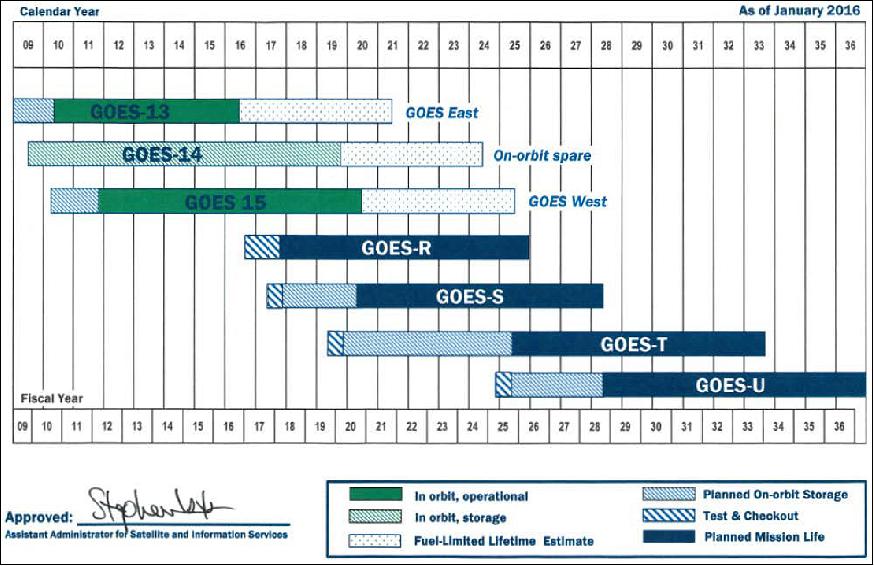 Calendar Year As of January 2016
09 10 11 12 13 14 15 16 17 18 19 20 21 22 23 24 25 26 27 28 29 30 31 32 33 34 35 36
GOES-13 GOES East
GOES-14 On-orbit spare
GOES 15 GOES West
GOES-R
GOES-S
GOES-T
GOES-U
Fiscal Year
09 10 11 12 13 14 15 16 17 18 19 20 21 22 23 24 25 26 27 28 29 30 31 32 33 34 35 36
Approved:
Assistant Administrator for Satellite and Information Services
In orbit, operational
In orbit, storage
Fuel-Limited Lifetime Estimate
Planned On-orbit Storage
Test & Checkout
Planned Mission Life